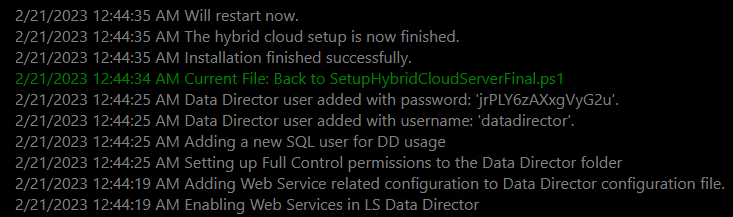 2/21/2023 12:44:35 AM Will restart now.
2/21/2023 12:44:35 AM The hybrid cloud setup is now finished.
2/21/2023 12:44:35 AM Installation finished successfully.
2/21/2023 12:44:34 AM Current File: Back to SetupHybridCloudServerFinal.ps1
2/21/2023 12:44:25 AM Data Director user added with password: 'jrPLY6zAXxgVyG2u'.
2/21/2023 12:44:25 AM Data Director user added with username: 'datadirector'.
2/21/2023 12:44:25 AM Adding a new SQL user for DD usage
2/21/2023 12:44:25 AM Setting up Full Control permissions to the Data Director folder
2/21/2023 12:44:19 AM Adding Web Service related configuration to Data Director configuration file.
2/21/2023 12:44:19 AM Enabling Web Services in LS Data Director